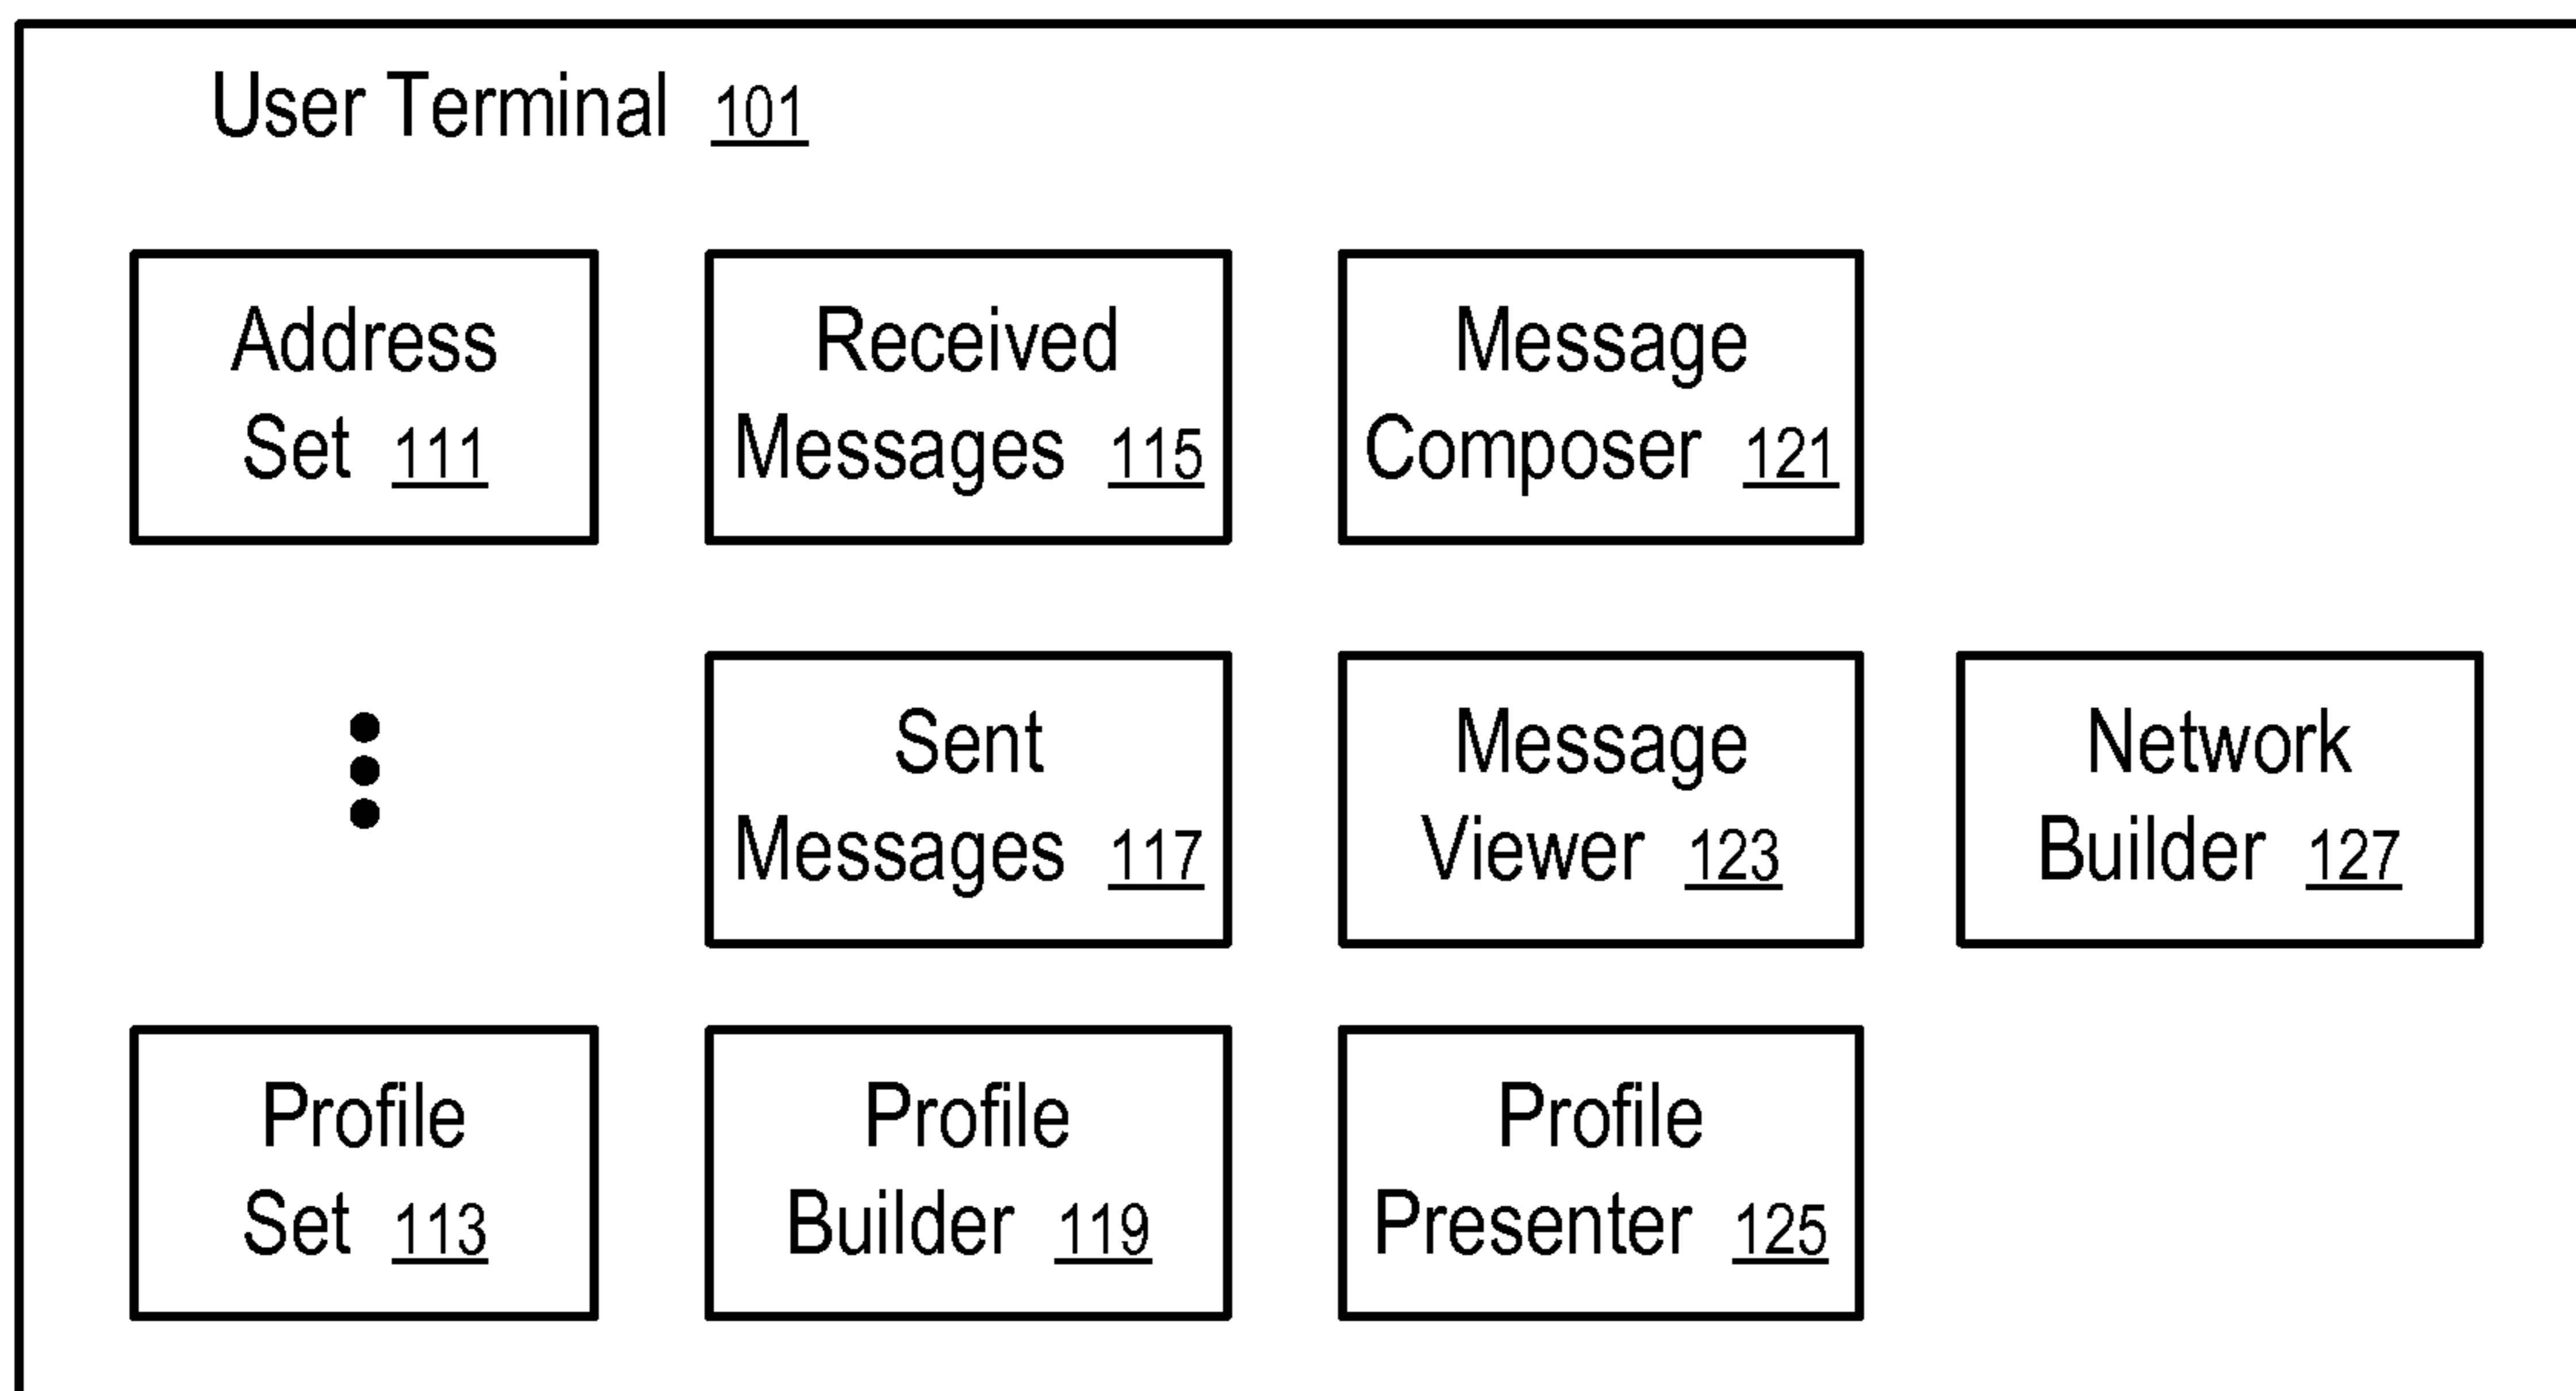 User Terminal 101
Address
Set 111
Received
Messages 115
Message
Composer 121
Sent
Messages 117
Message
Viewer 123
Network
Builder 127
Profile
Set 113
Profile
Builder 119
Profile
Presenter 125